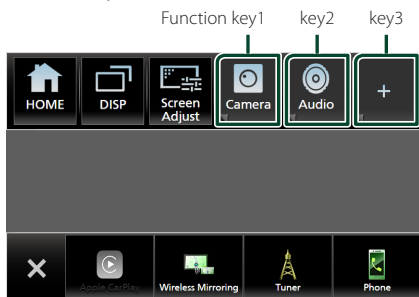 Function key1 key2 key3
HOME DISP Screen Adjust Camera Audio +
Apple CarPlay Wireless Mirroring Tuner Phone